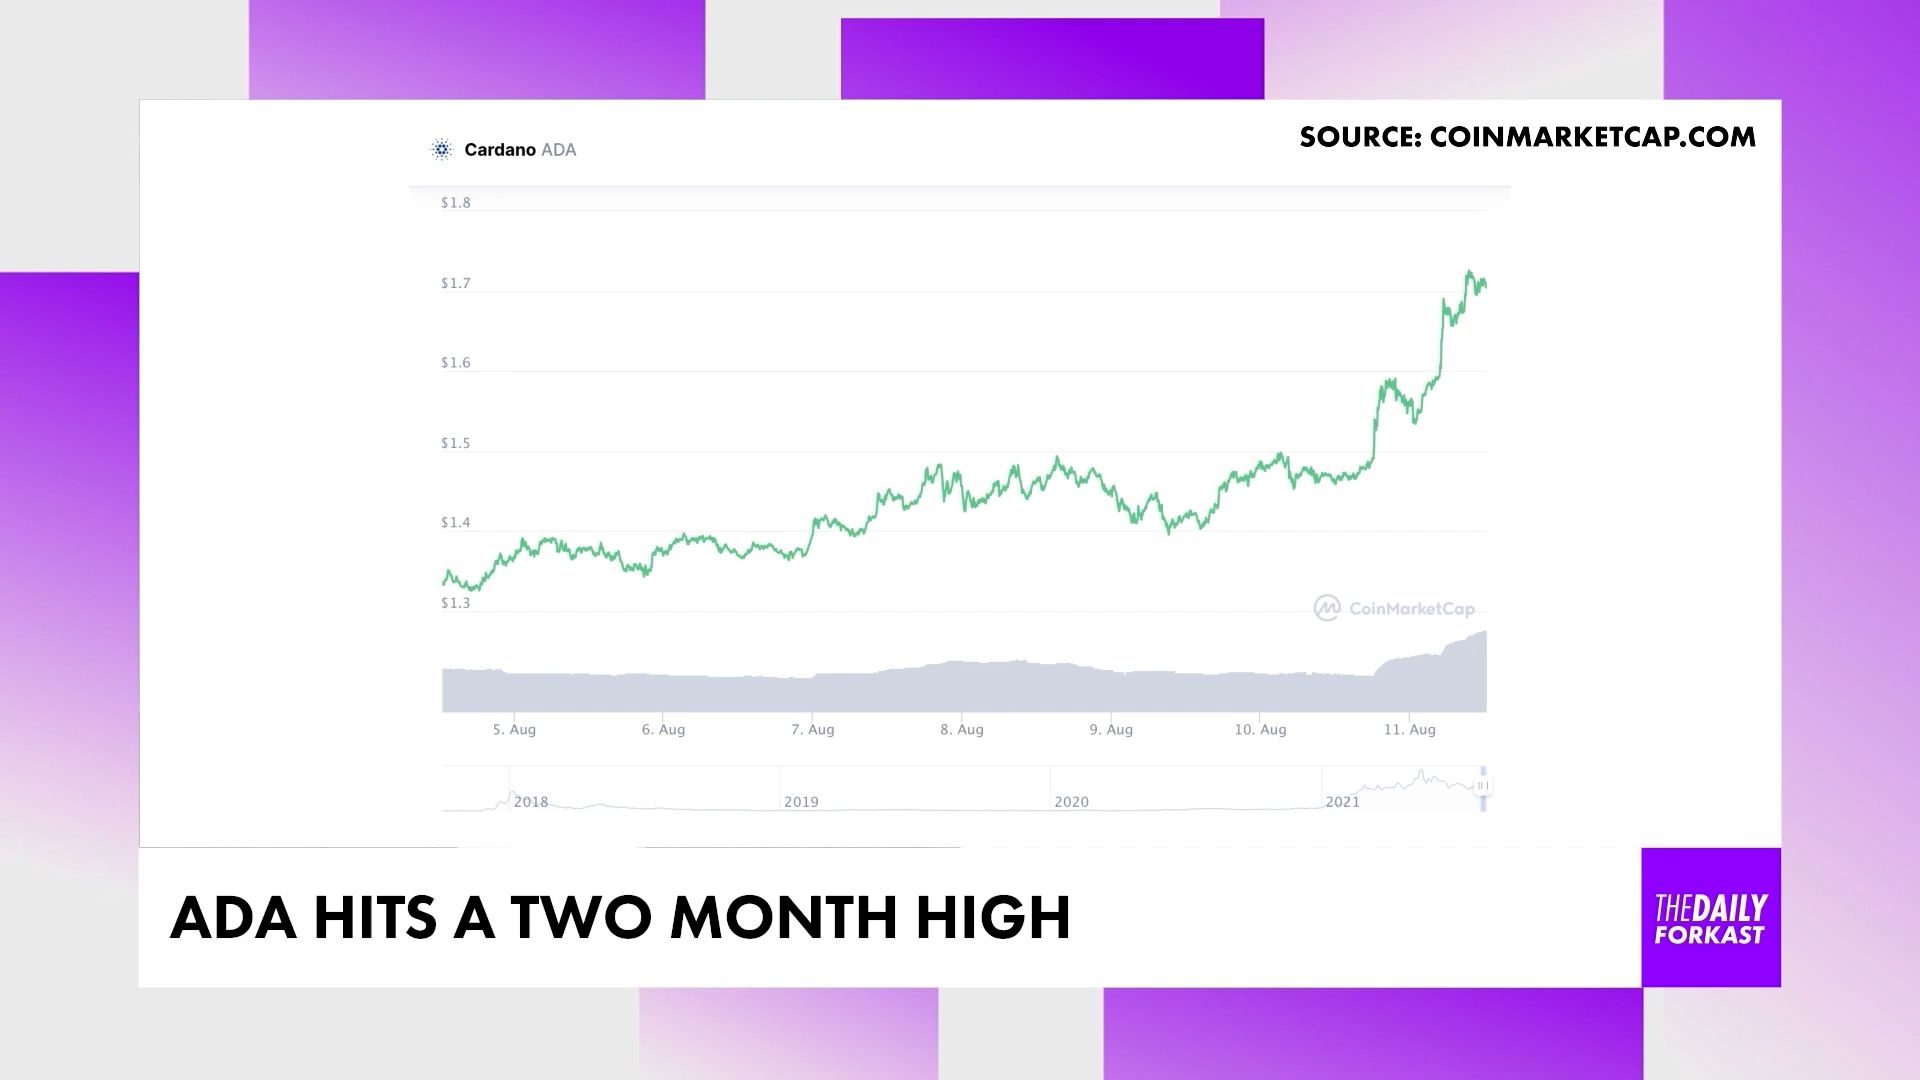 Cardano ADA
SOURCE: COINMARKETCAP.COM
$1.8
$1.7
$1.6
$1.5
$1.4
$1.3
CoinMarketCap
5. Aug 6. Aug 7. Aug 8. Aug 9. Aug 10. Aug 11. Aug
2018 2019 2020 2021
ADA HITS A TWO MONTH HIGH
THE DAILY
FORKAST